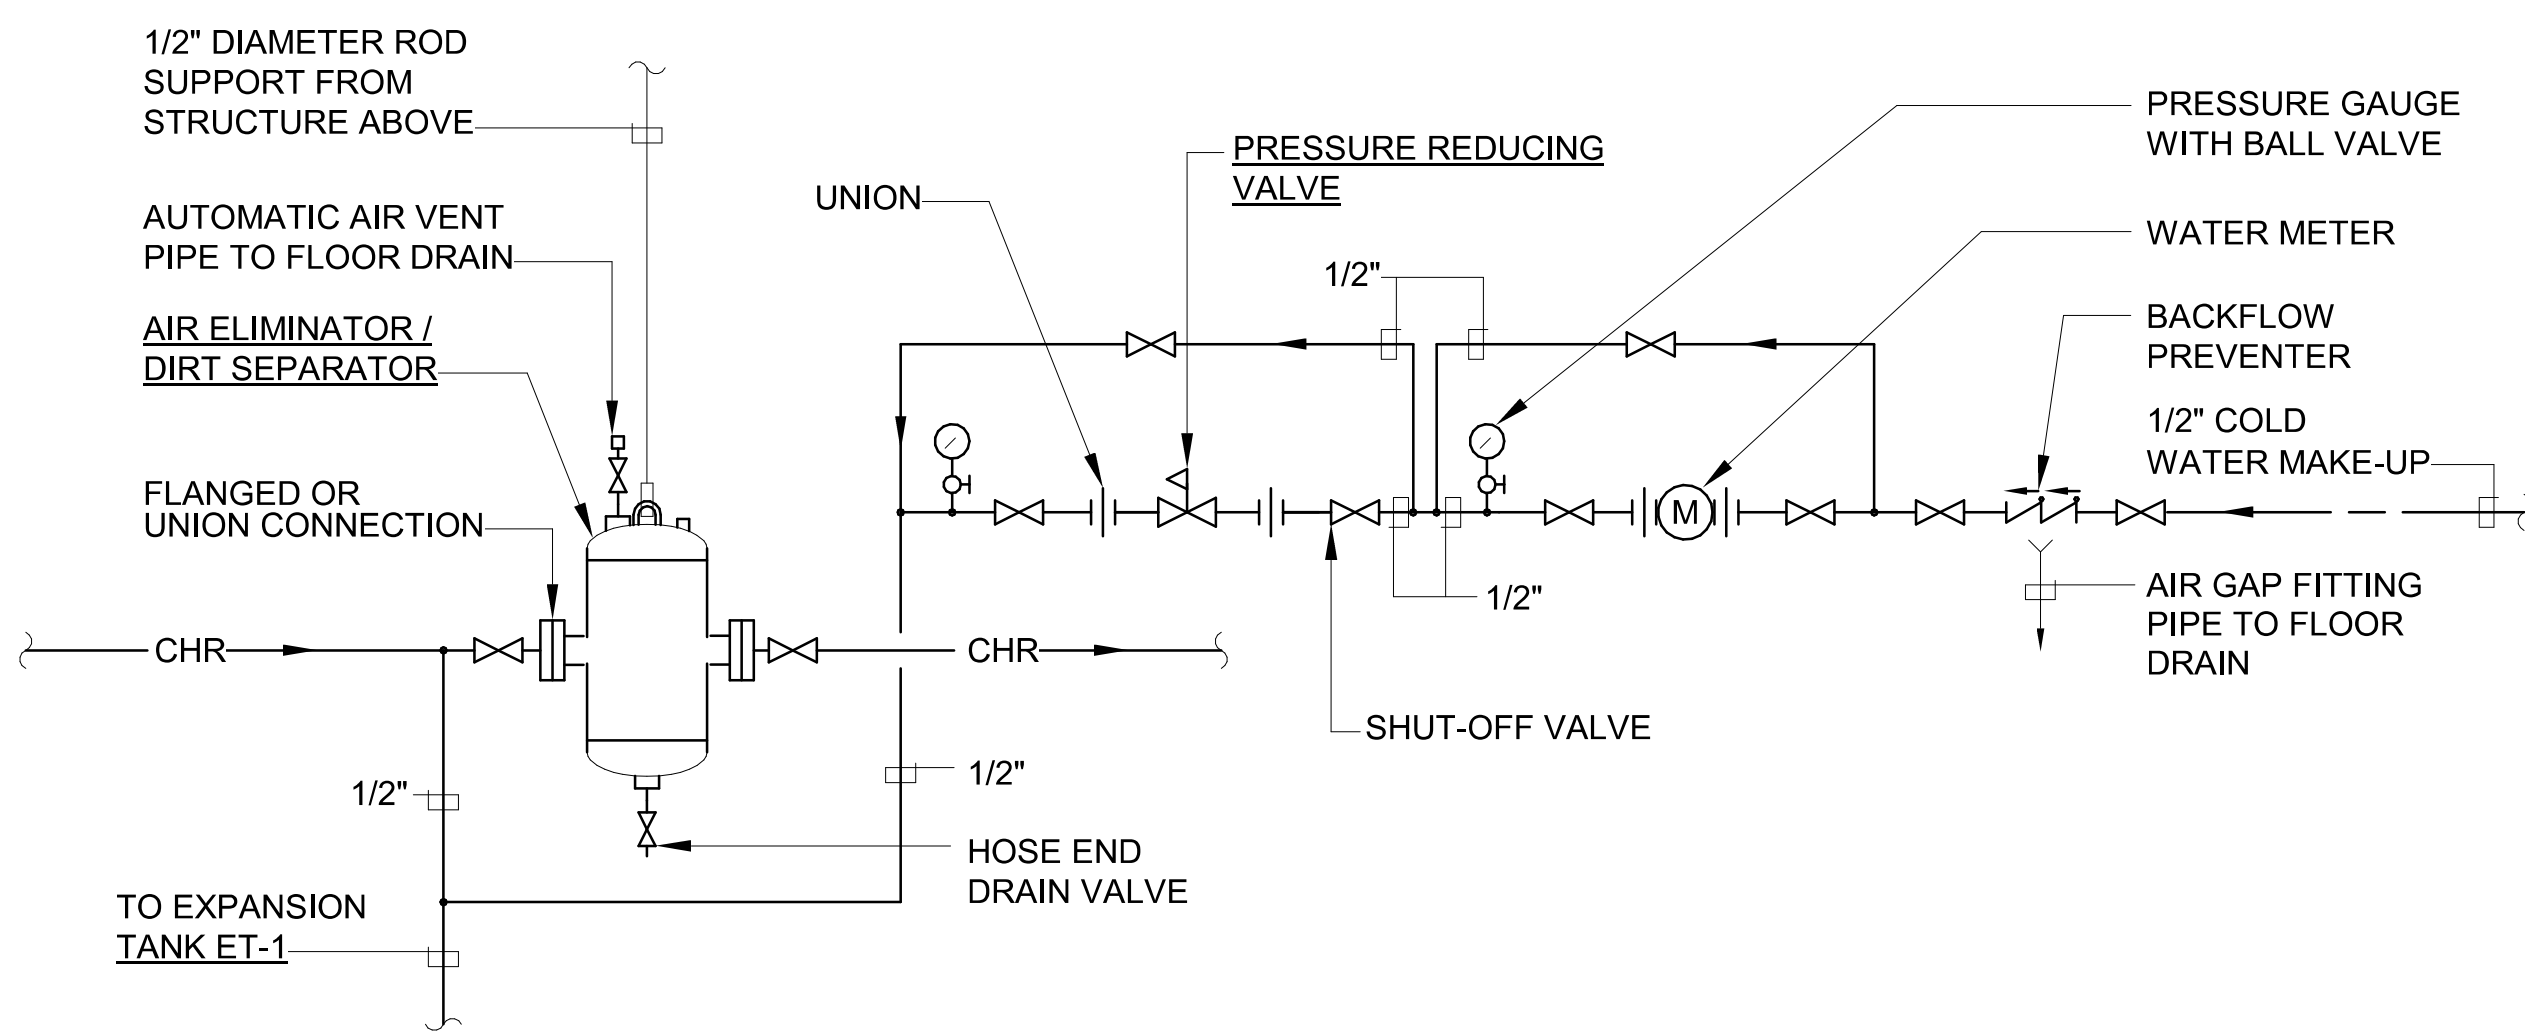 1/2" DIAMETER ROD
SUPPORT FROM
STRUCTURE ABOVE
AUTOMATIC AIR VENT
PIPE TO FLOOR DRAIN
AIR ELIMINATOR /
DIRT SEPARATOR
FLANGED OR
UNION CONNECTION
CHR
1/2"
TO EXPANSION
TANK ET-1
UNION
PRESSURE REDUCING
VALVE
1/2"
CHR
1/2"
HOSE END
DRAIN VALVE
SHUT-OFF VALVE
1/2"
M
PRESSURE GAUGE
WITH BALL VALVE
WATER METER
BACKFLOW
PREVENTER
1/2" COLD
WATER MAKE-UP
AIR GAP FITTING
PIPE TO FLOOR
DRAIN